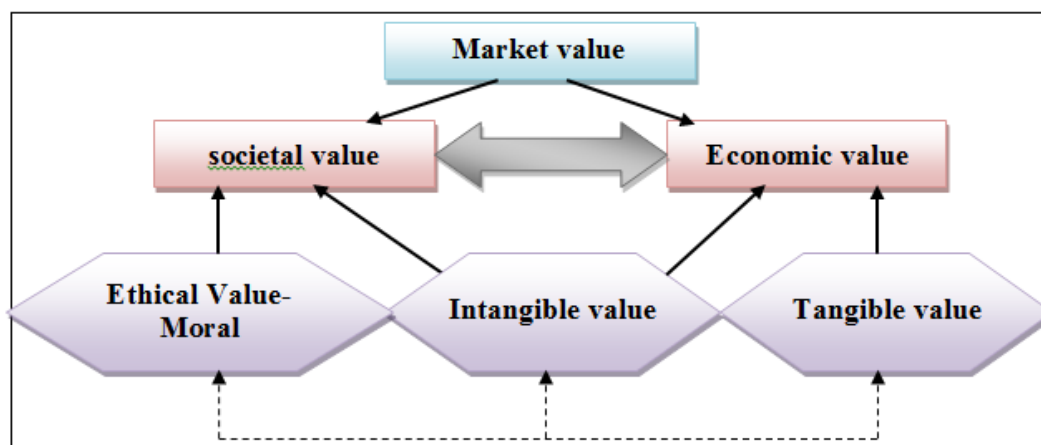 Market value
societal value
Economic value
Ethical Value-
Moral
Intangible value
Tangible value